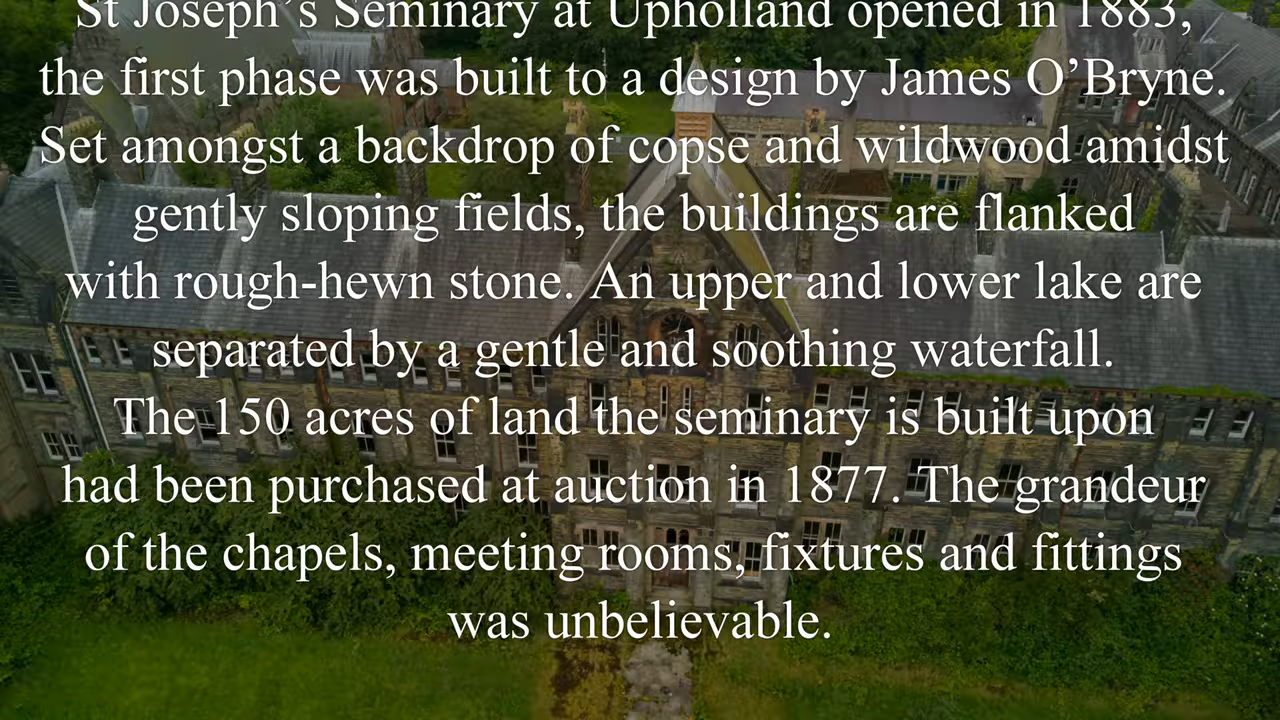 St Joseph’s Seminary at Upholland opened in 1883,
the first phase was built to a design by James O’Bryne.
Set amongst a backdrop of copse and wildwood amidst
gently sloping fields, the buildings are flanked
with rough-hewn stone. An upper and lower lake are
separated by a gentle and soothing waterfall.
The 150 acres of land the seminary is built upon
had been purchased at auction in 1877. The grandeur
of the chapels, meeting rooms, fixtures and fittings
was unbelievable.